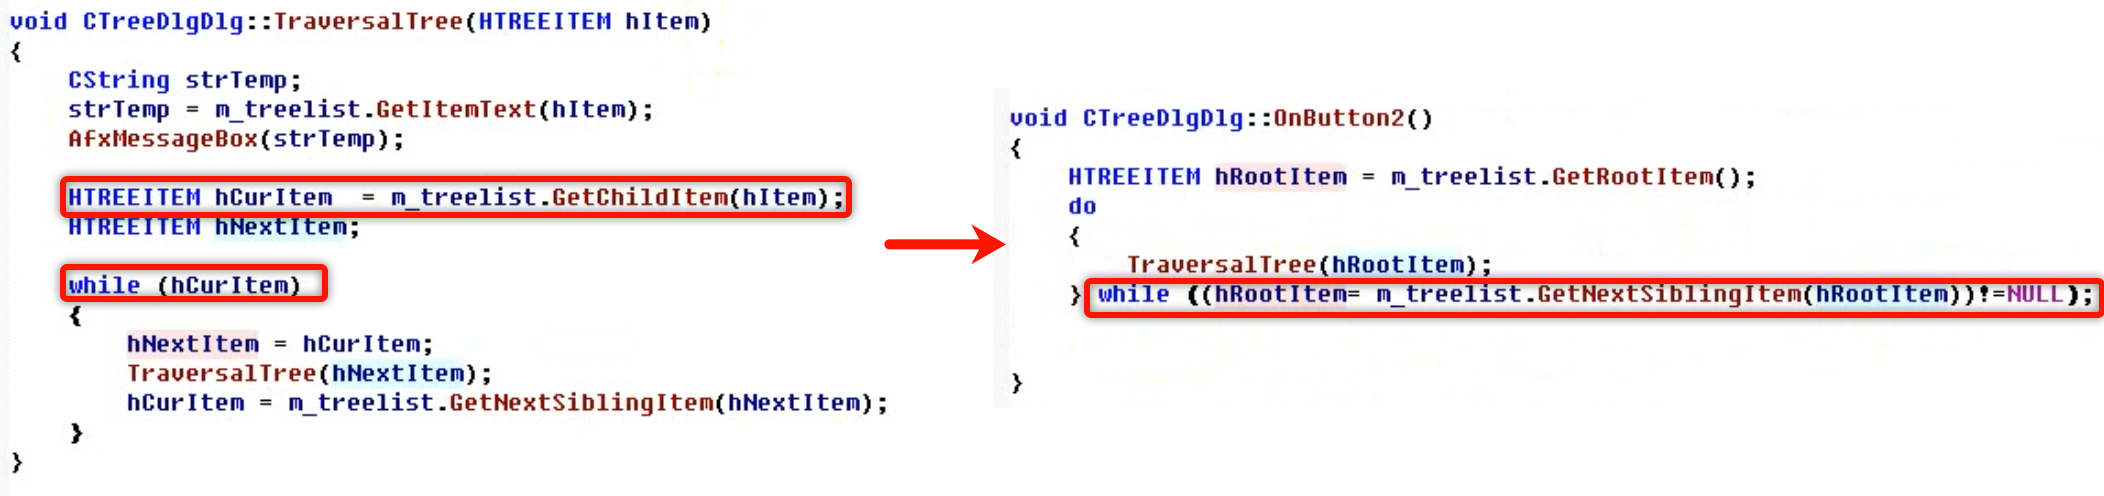 void CTreeDlgDlg::TraversalTree(HTREEITEM hItem)
{
    CString strTemp;
    strTemp = m_treelist.GetItemText(hItem);
    AfxMessageBox(strTemp);
    HTREEITEM hCurItem  = m_treelist.GetChildItem(hItem);
    HTREEITEM hNextItem;
    while (hCurItem)
    {
        hNextItem = hCurItem;
        TraversalTree(hNextItem);
        hCurItem = m_treelist.GetNextSiblingItem(hNextItem);
    }
}
void CTreeDlgDlg::OnButton2()
{
    HTREEITEM hRootItem = m_treelist.GetRootItem();
    do
    {
        TraversalTree(hRootItem);
    } while ((hRootItem= m_treelist.GetNextSiblingItem(hRootItem))!=NULL);
}